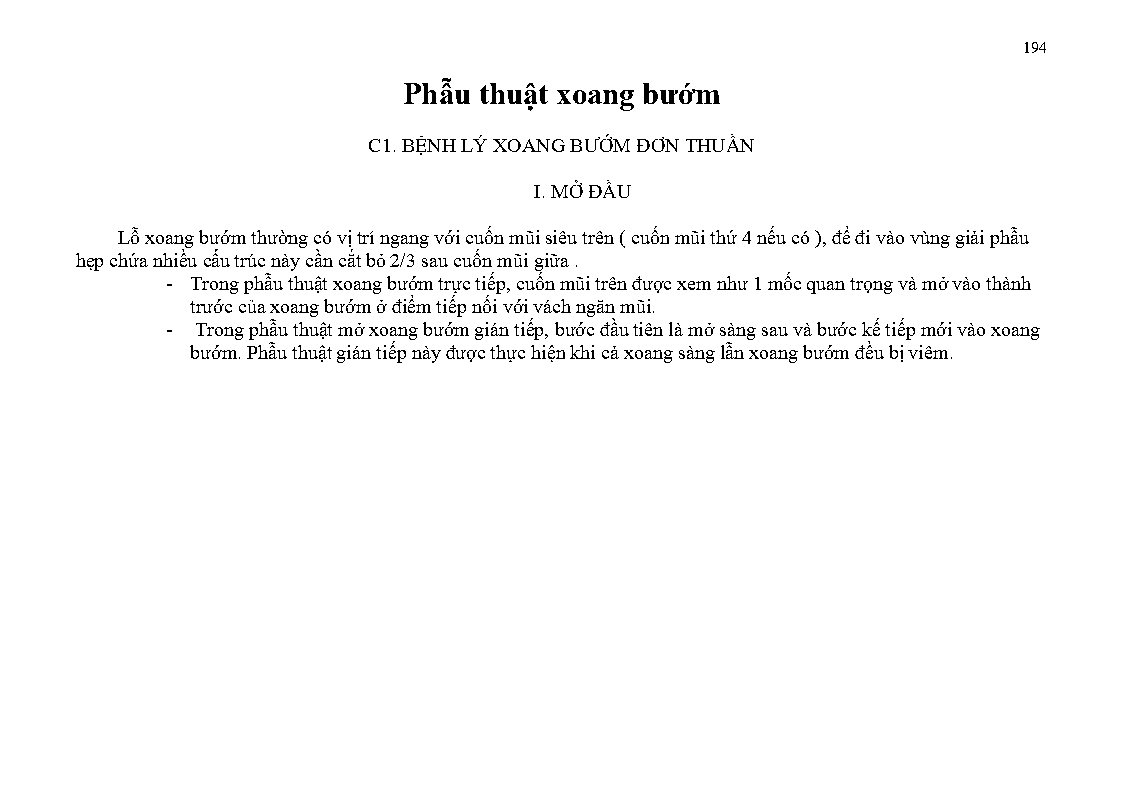 194
Phẫu thuật xoang bướm
C1. BỆNH LÝ XOANG BƯỚM ĐƠN THUẦN
I. MỞ ĐẦU
Lỗ xoang bướm thường có vị trí ngang với cuốn mũi siêu trên ( cuốn mũi thứ 4 nếu có ), để đi vào vùng giải phẫu
hẹp chứa nhiều cấu trúc này cần cắt bỏ 2/3 sau cuốn mũi giữa .
- Trong phẫu thuật xoang bướm trực tiếp, cuốn mũi trên được xem như 1 mốc quan trọng và mở vào thành
trước của xoang bướm ở điểm tiếp nối với vách ngăn mũi.
- Trong phẫu thuật mở xoang bướm gián tiếp, bước đầu tiên là mở sàng sau và bước kế tiếp mới vào xoang
bướm. Phẫu thuật gián tiếp này được thực hiện khi cả xoang sàng lẫn xoang bướm đều bị viêm.